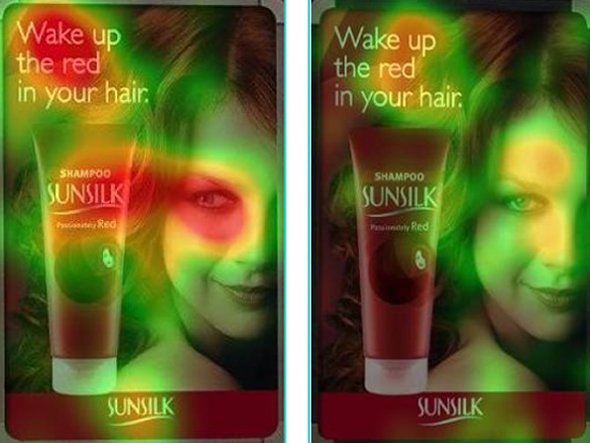 Wake up
the red
in your hair.
SHAMPOO
SUNSILK
Passionately Red
SUNSILK
Wake up
the red
in your hair.
SHAMPOO
SUNSILK
Passionately Red
SUNSILK